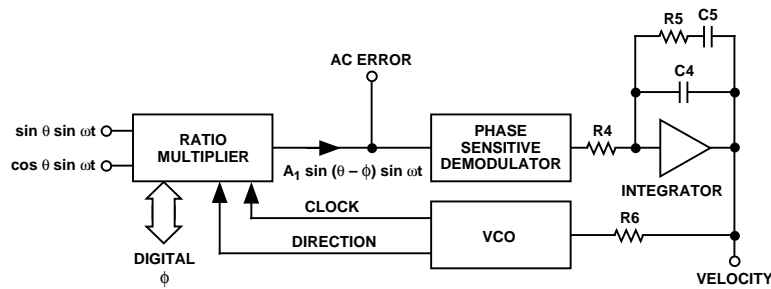 R5
C5
AC ERROR
C4
sin θ sin ωt
cos θ sin ωt
RATIO
MULTIPLIER
A1 sin (θ – ϕ) sin ωt
PHASE
SENSITIVE
DEMODULATOR
R4
INTEGRATOR
CLOCK
DIRECTION
VCO
R6
DIGITAL
ϕ
VELOCITY